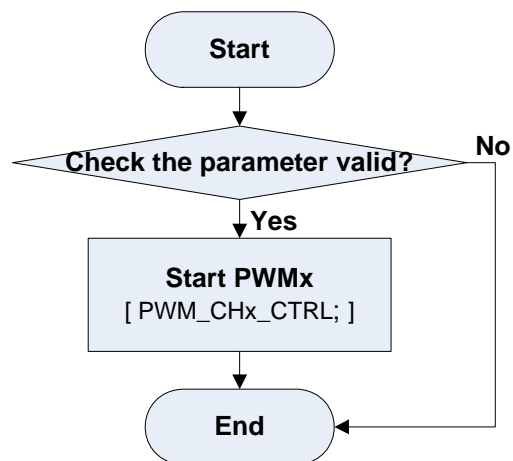 Start
Check the parameter valid?
No
Yes
Start PWMx
[ PWM_CHx_CTRL; ]
End